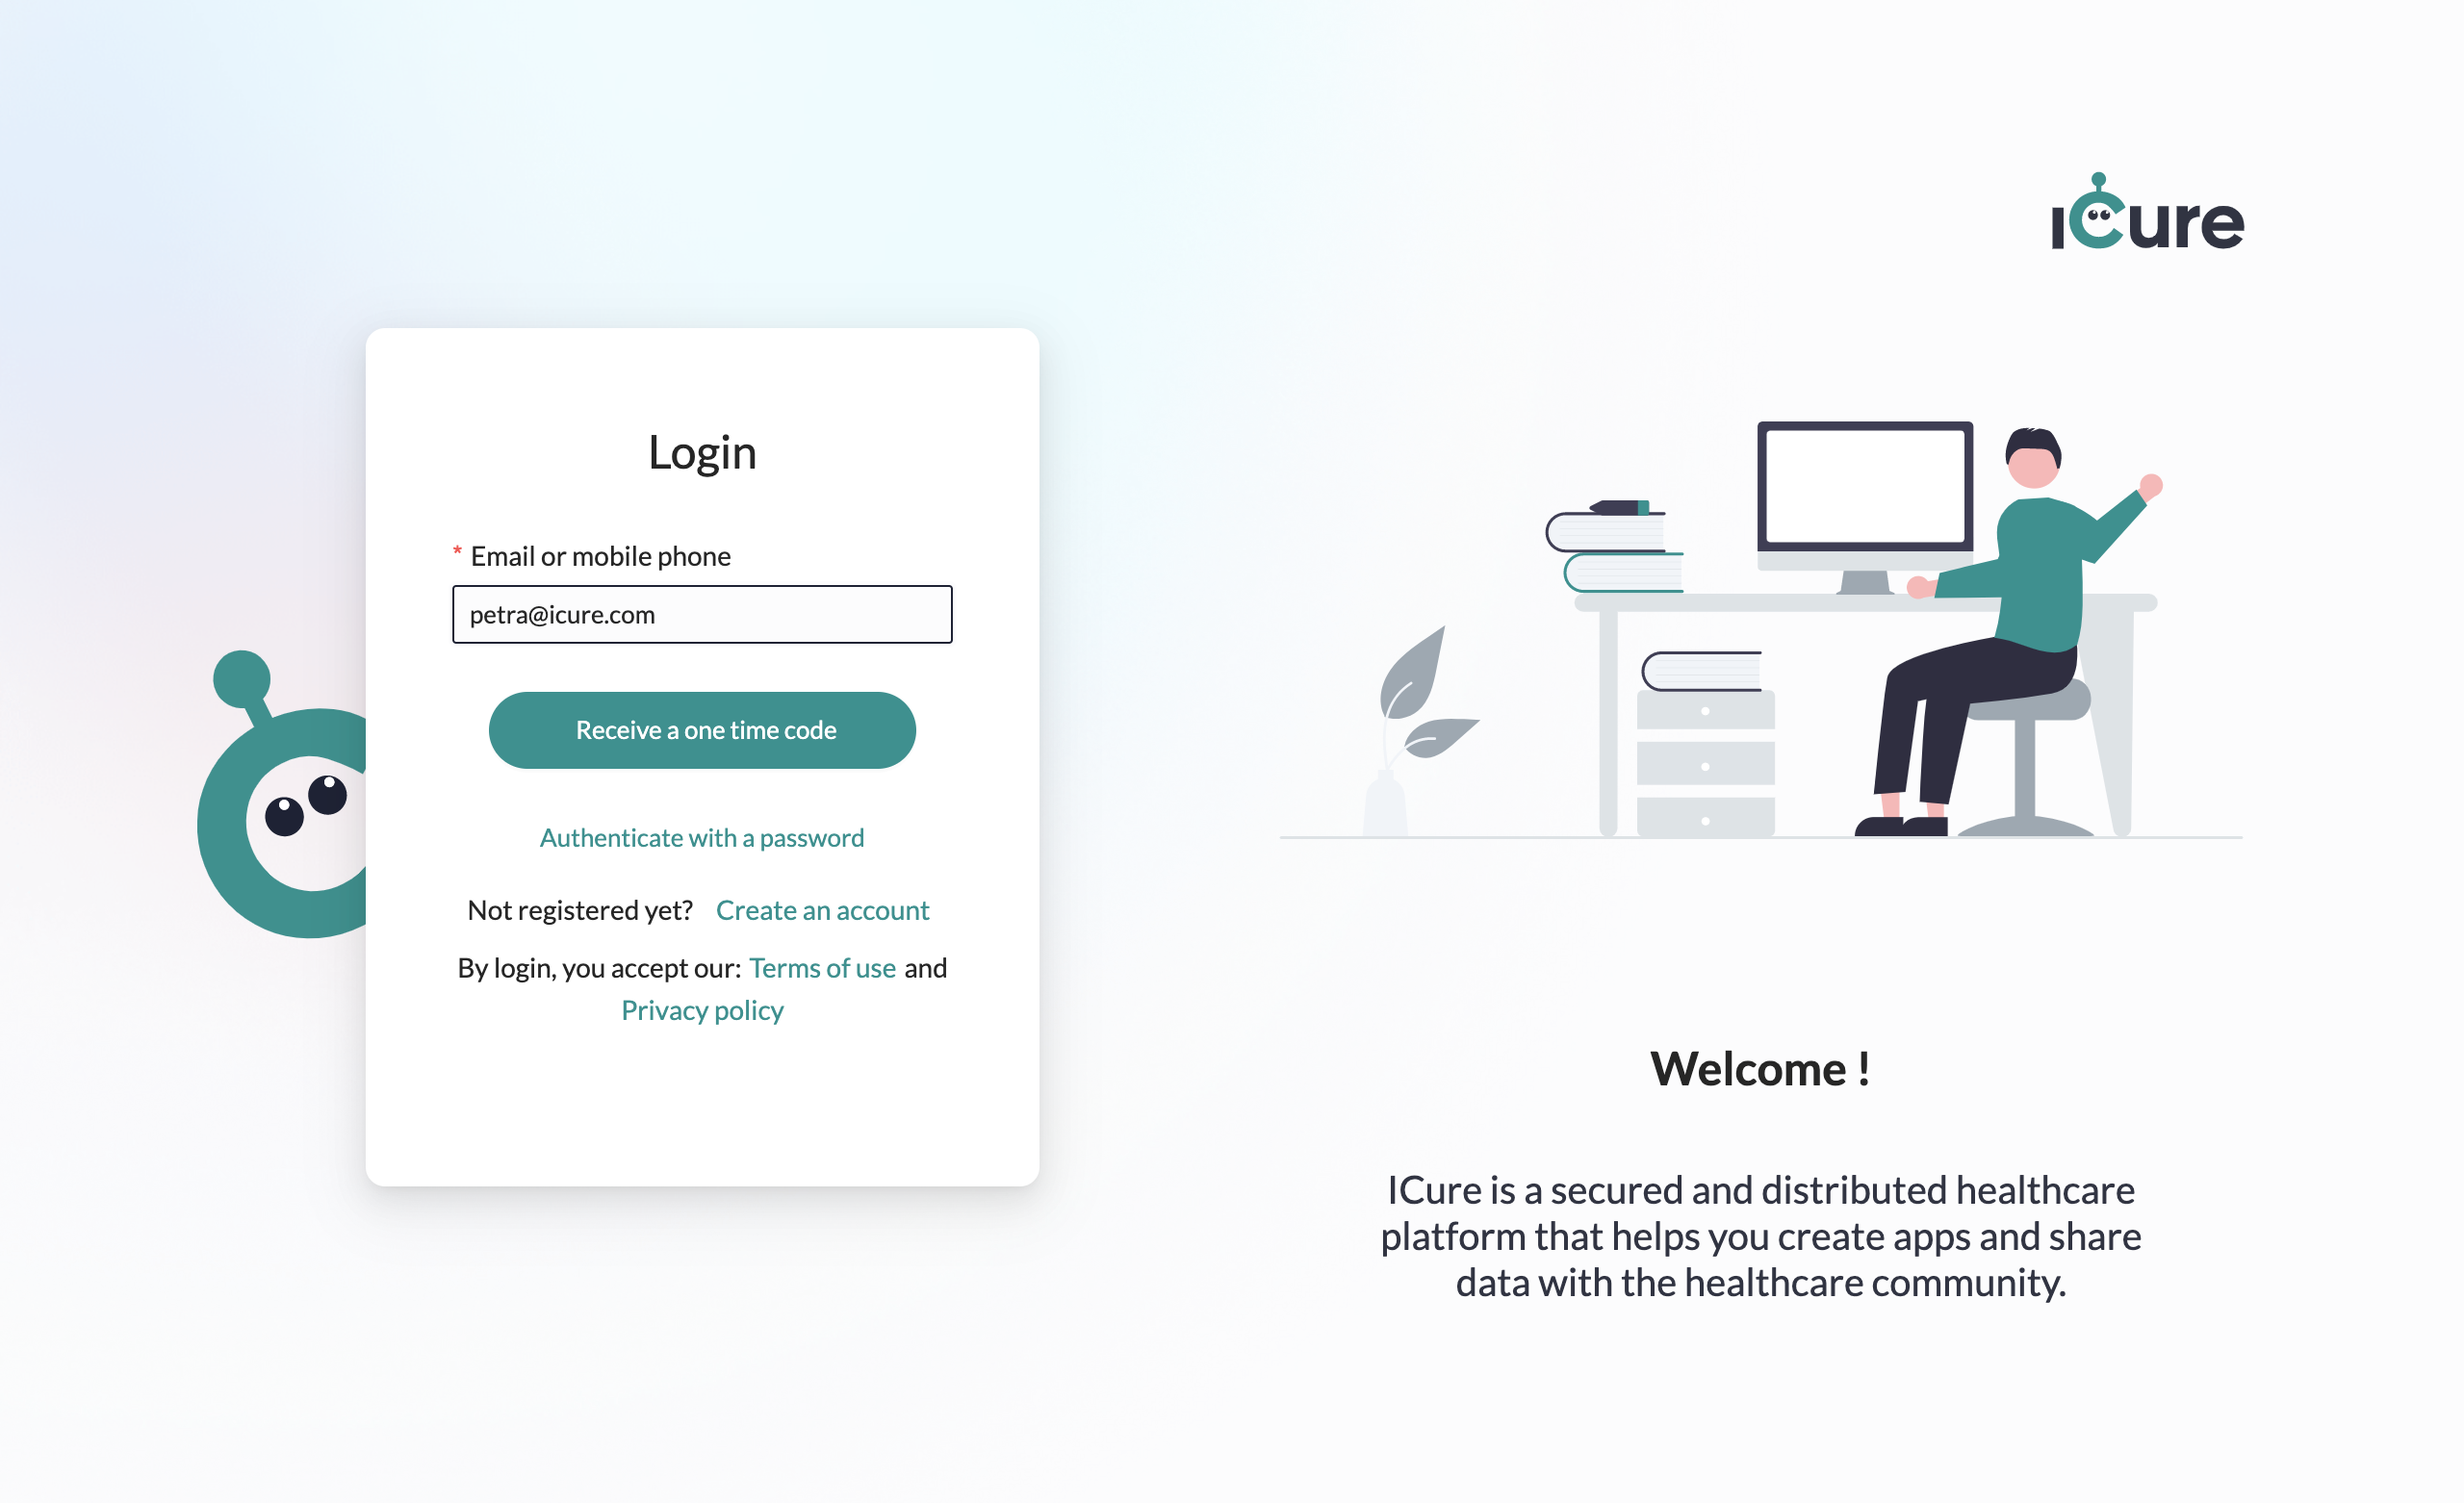 iCure
Login
* Email or mobile phone
petra@icure.com
Receive a one time code
Authenticate with a password
Not registered yet? Create an account
By login, you accept our: Terms of use and
Privacy policy
Welcome !
ICure is a secured and distributed healthcare
platform that helps you create apps and share
data with the healthcare community.